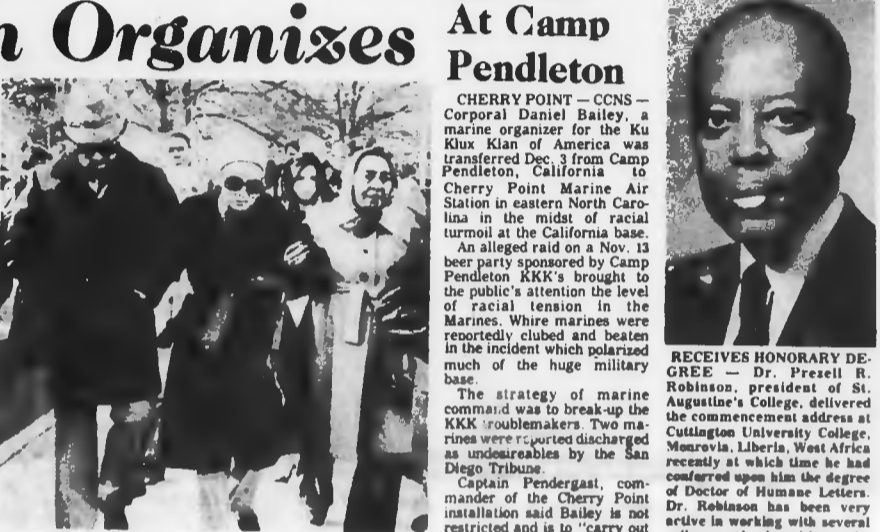 n Organizes
At Camp
Pendleton
CHERRY POINT — CCNS —
Corporal Daniel Bailey, a
marine organizer for the Ku
Klux Klan of America was
transferred Dec. 3 from Camp
Pendleton, California to
Cherry Point Marine Air
Station in eastern North Caro-
lina in the midst of racial
turmoil at the California base.
An alleged raid on a Nov. 13
beer party sponsored by Camp
Pendleton KKK's brought to
the public's attention the level
of racial tension in the
Marines. Whire marines were
reportedly clubed and beaten
in the incident which polarized
much of the huge military
base.
The strategy of marine
command was to break-up the
KKK troublemakers. Two ma-
rines were reported discharged
as undesireables by the San
Diego Tribune.
Captain Pendergast, com-
mander of the Cherry Point
installation said Bailey is not
restricted and is to "carry out
RECEIVES HONORARY DE-
GREE — Dr. Prezell R.
Robinson, president of St.
Augustine's College, delivered
the commencement address at
Cuttington University College,
Monrovia, Liberia, West Africa
recently at which time he had
conferred upon him the degree
of Doctor of Humane Letters.
Dr. Robinson has been very
active in working with several